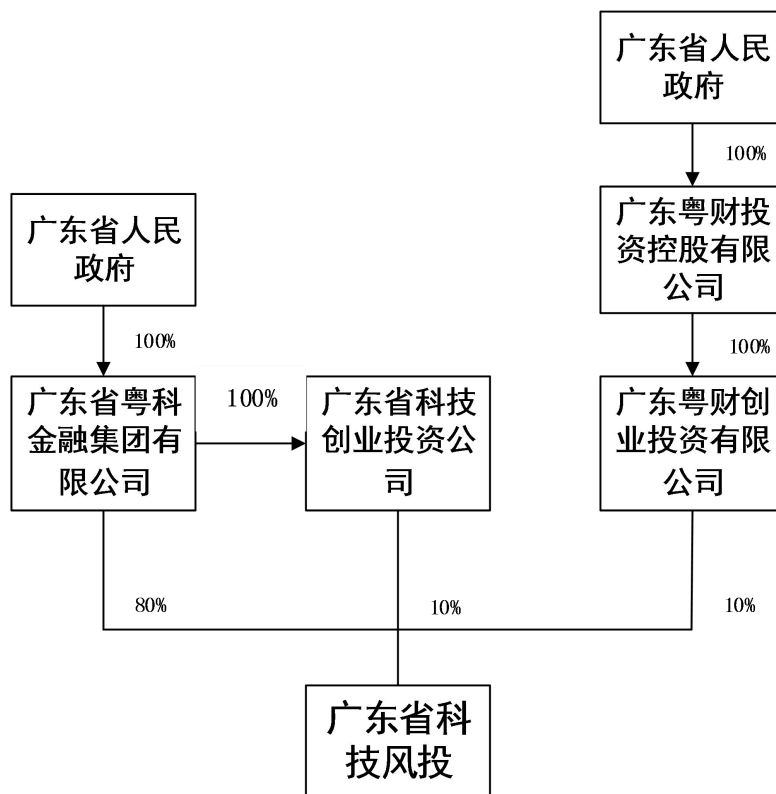 广东省人民
政府
100%
广东粤财投
资控股有限
公司
广东省人民
政府
100%
100%
广东省粤科
金融集团有
限公司
100%
广东省科技
创业投资公
司
广东粤财创
业投资有限
公司
80%
10%
10%
广东省科
技风投